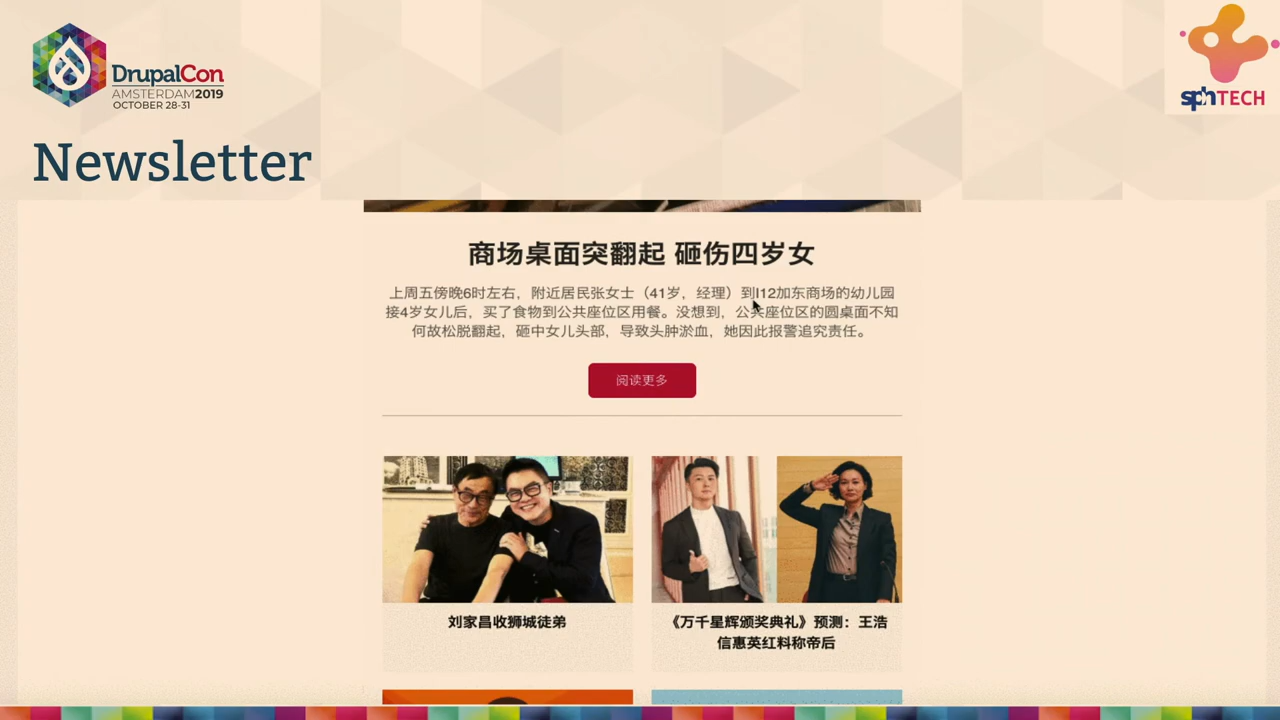 DrupalCon
AMSTERDAM2019
OCTOBER 28-31
sphTECH
Newsletter
商场桌面突翻起 砸伤四岁女
上周五傍晚6时左右，附近居民张女士（41岁，经理）到I12加东商场的幼儿园
接4岁女儿后，买了食物到公共座位区用餐。没想到，公共座位区的圆桌面不知
何故松脱翻起，砸中女儿头部，导致头肿淤血，她因此报警追究责任。
阅读更多
刘家昌收狮城徒弟
《万千星辉颁奖典礼》预测：王浩
信惠英红料称帝后